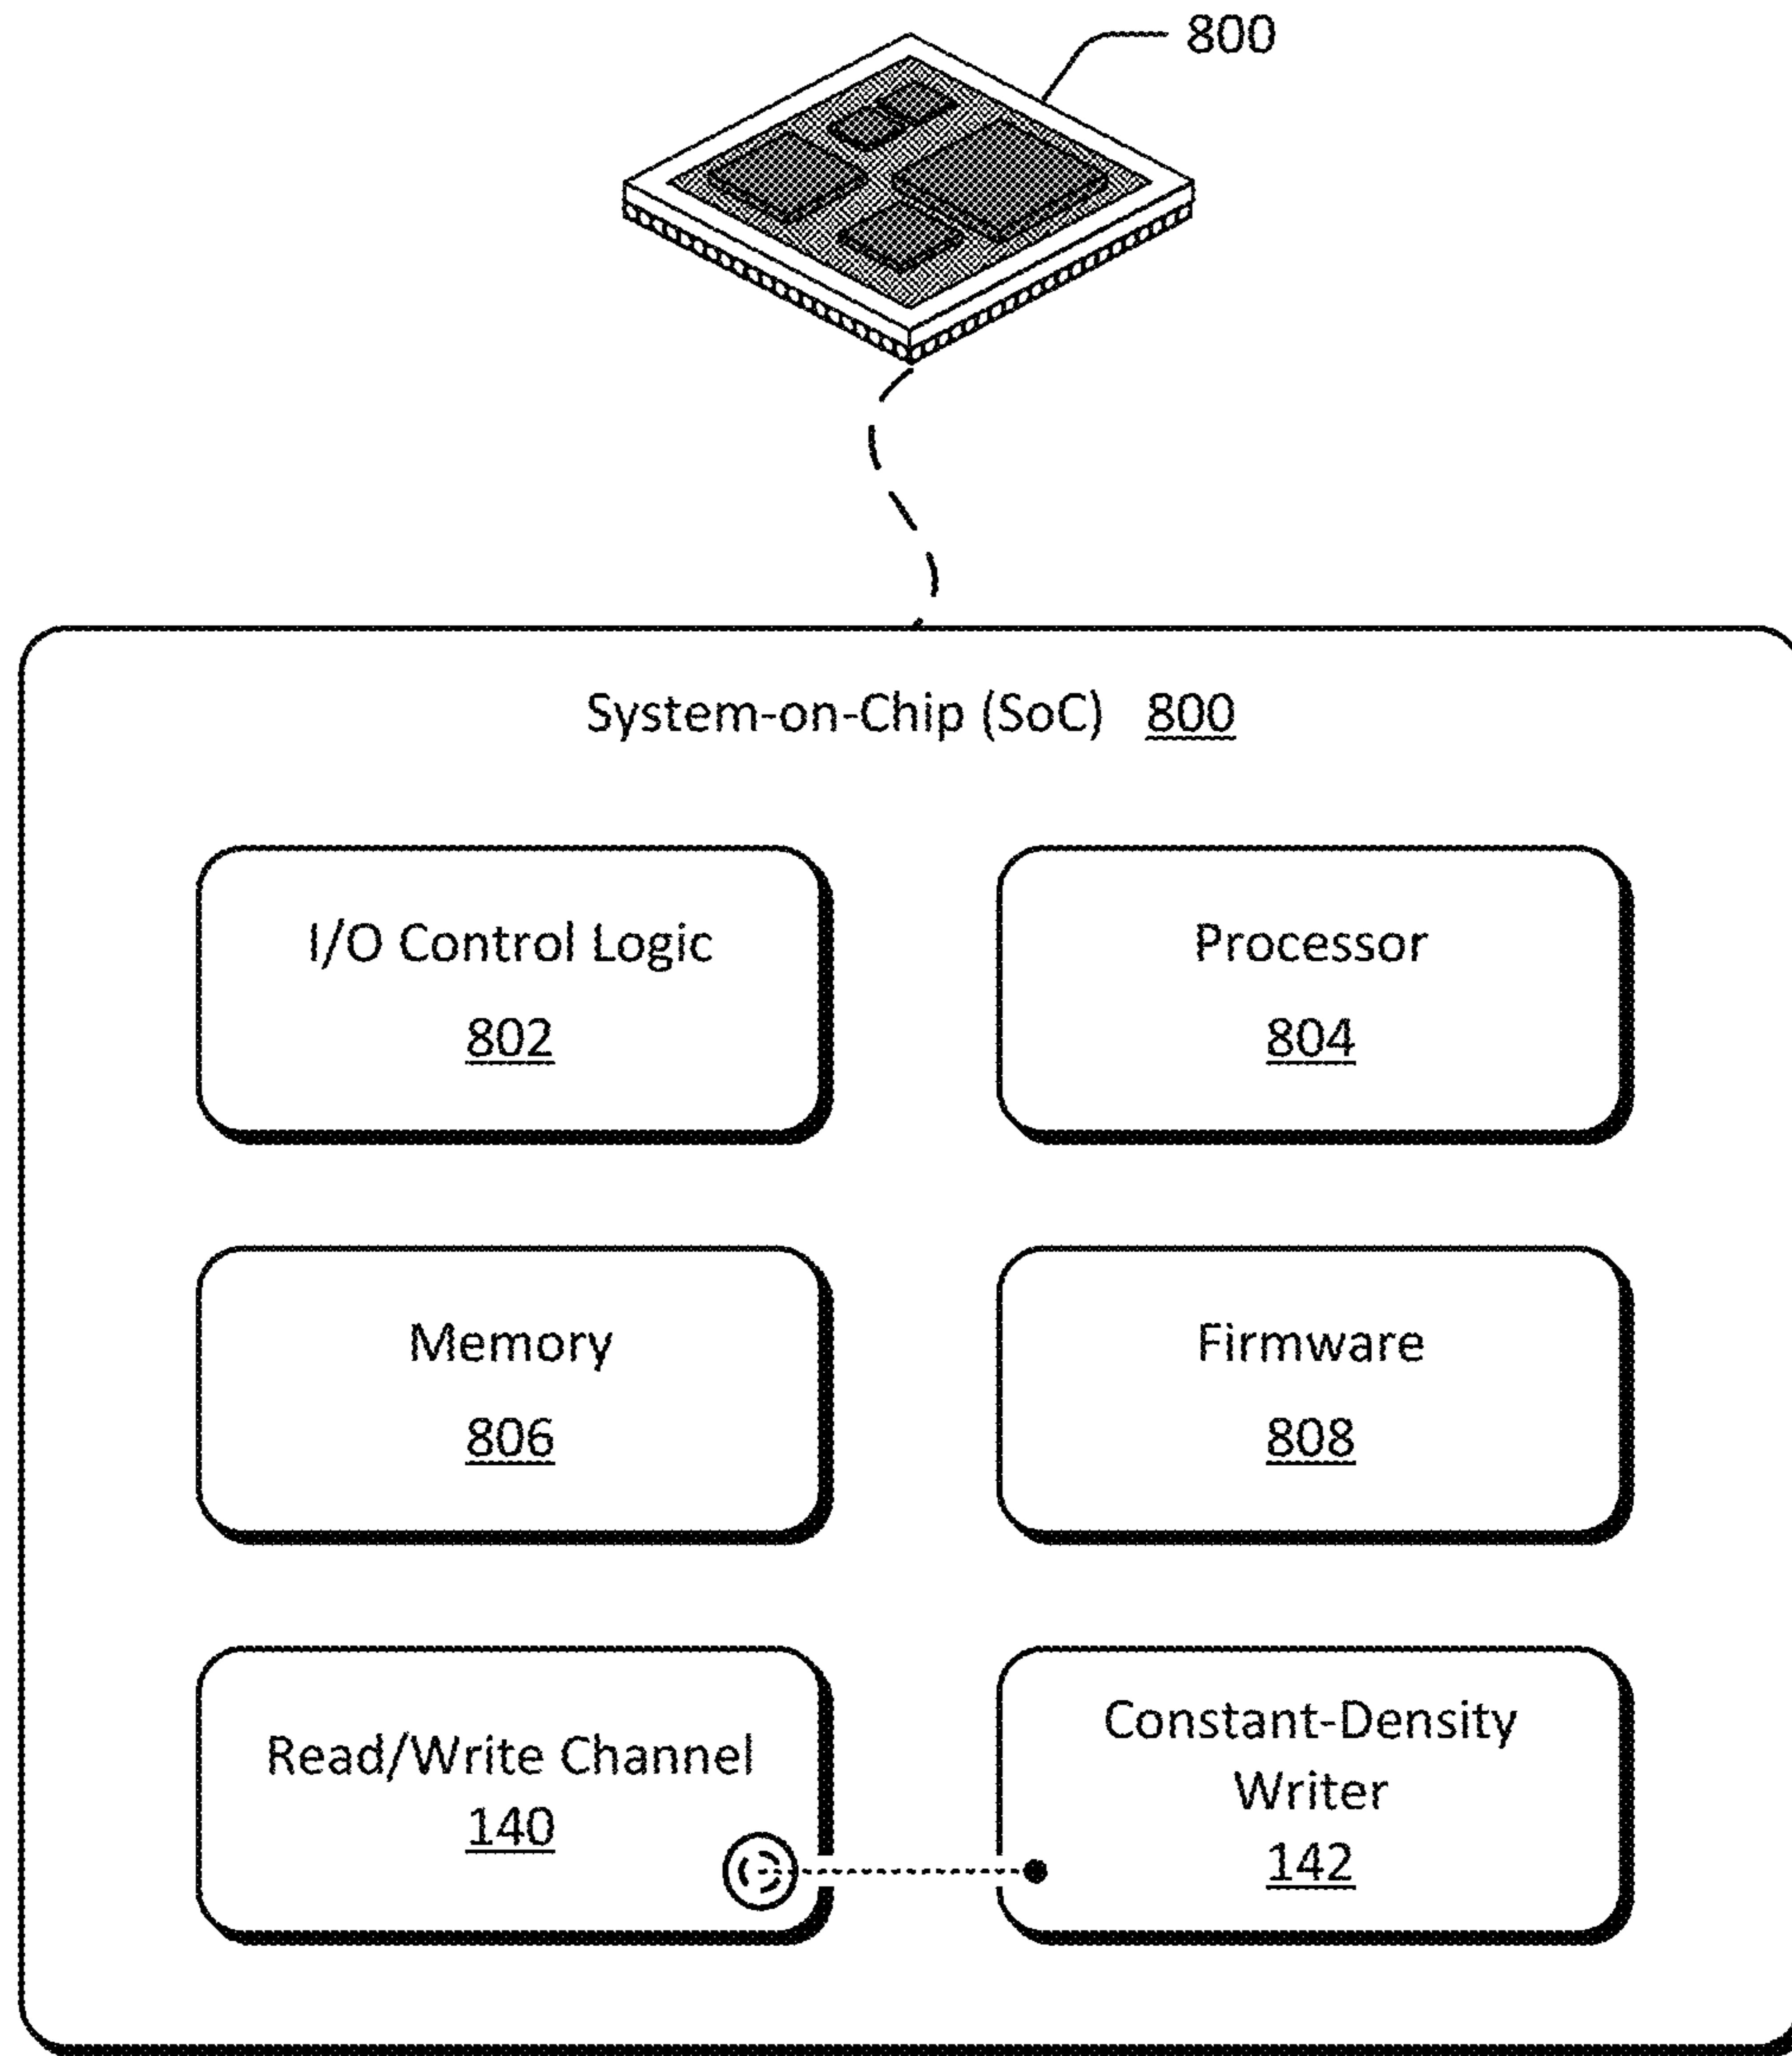 800
System-on-Chip (SoC) 800
I/O Control Logic
802
Processor
804
Memory
806
Firmware
808
Read/Write Channel
140
Constant-Density
Writer
142